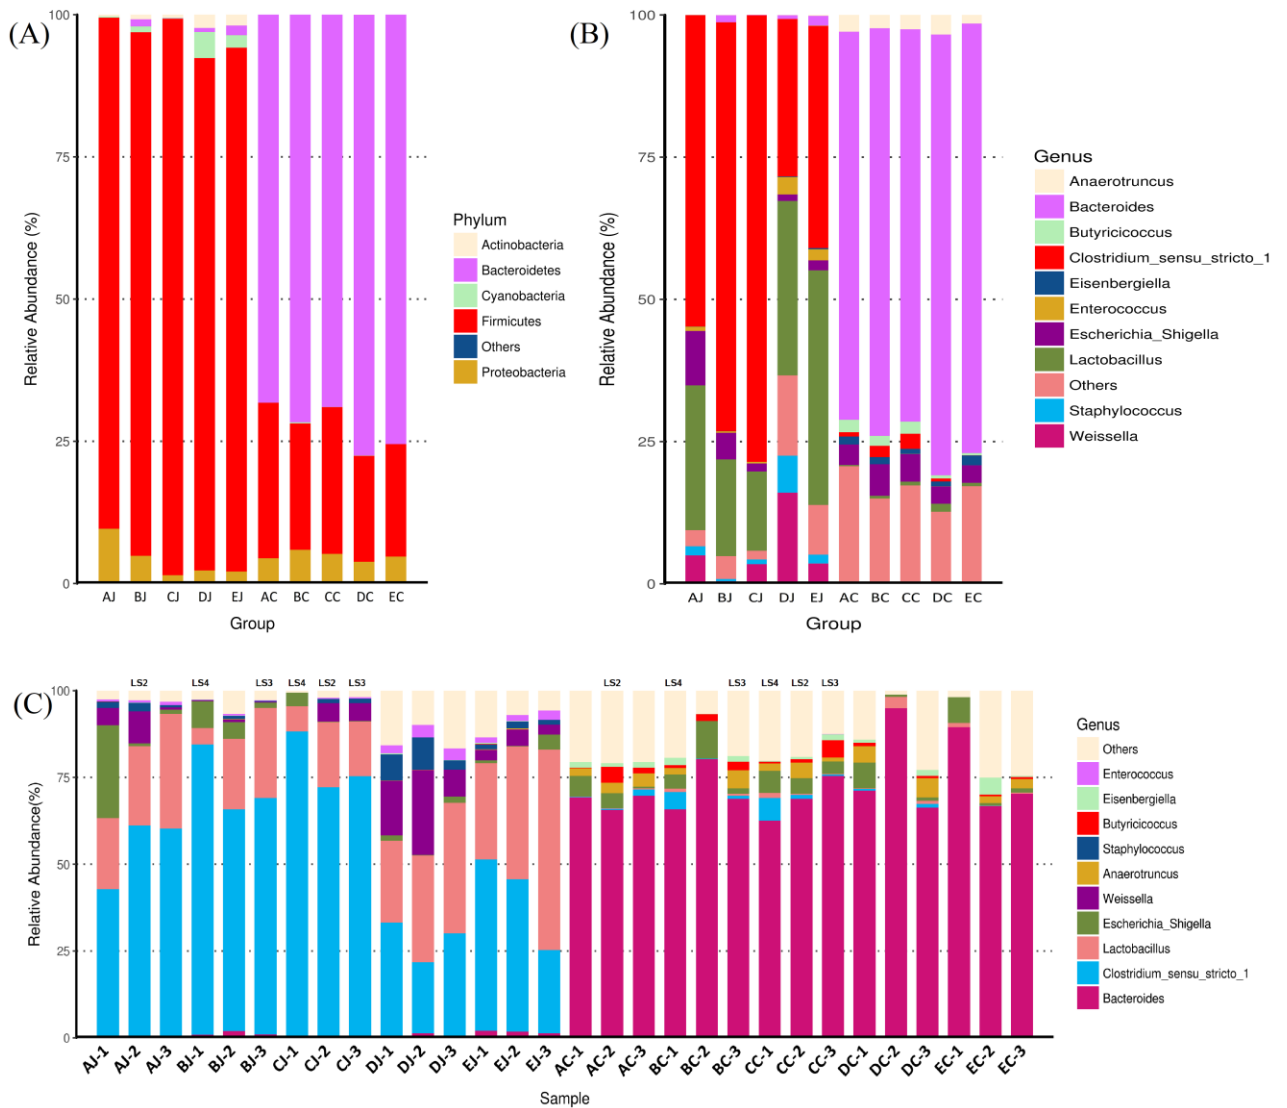 (A)
100
75
50
25
0
Relative Abundance (%)
AJ BJ CJ DJ EJ AC BC CC DC EC
Group
Phylum
Actinobacteria
Bacteroidetes
Cyanobacteria
Firmicutes
Others
Proteobacteria
(B)
100
75
50
25
0
Relative Abundance (%)
AJ BJ CJ DJ EJ AC BC CC DC EC
Group
Genus
Anaerotruncus
Bacteroides
Butyricicoccus
Clostridium_sensu_stricto_1
Eisenbergiella
Enterococcus
Escherichia_Shigella
Lactobacillus
Others
Staphylococcus
Weissella
(C)
LS2 LS4 LS3 LS4 LS2 LS3 LS2 LS4 LS3 LS4 LS2 LS3
100
75
50
25
0
Relative Abundance(%)
AJ-1 AJ-2 AJ-3 BJ-1 BJ-2 BJ-3 CJ-1 CJ-2 CJ-3 DJ-1 DJ-2 DJ-3 EJ-1 EJ-2 EJ-3 AC-1 AC-2 AC-3 BC-1 BC-2 BC-3 CC-1 CC-2 CC-3 DC-1 DC-2 DC-3 EC-1 EC-2 EC-3
Sample
Genus
Others
Enterococcus
Eisenbergiella
Butyricicoccus
Staphylococcus
Anaerotruncus
Weissella
Escherichia_Shigella
Lactobacillus
Clostridium_sensu_stricto_1
Bacteroides